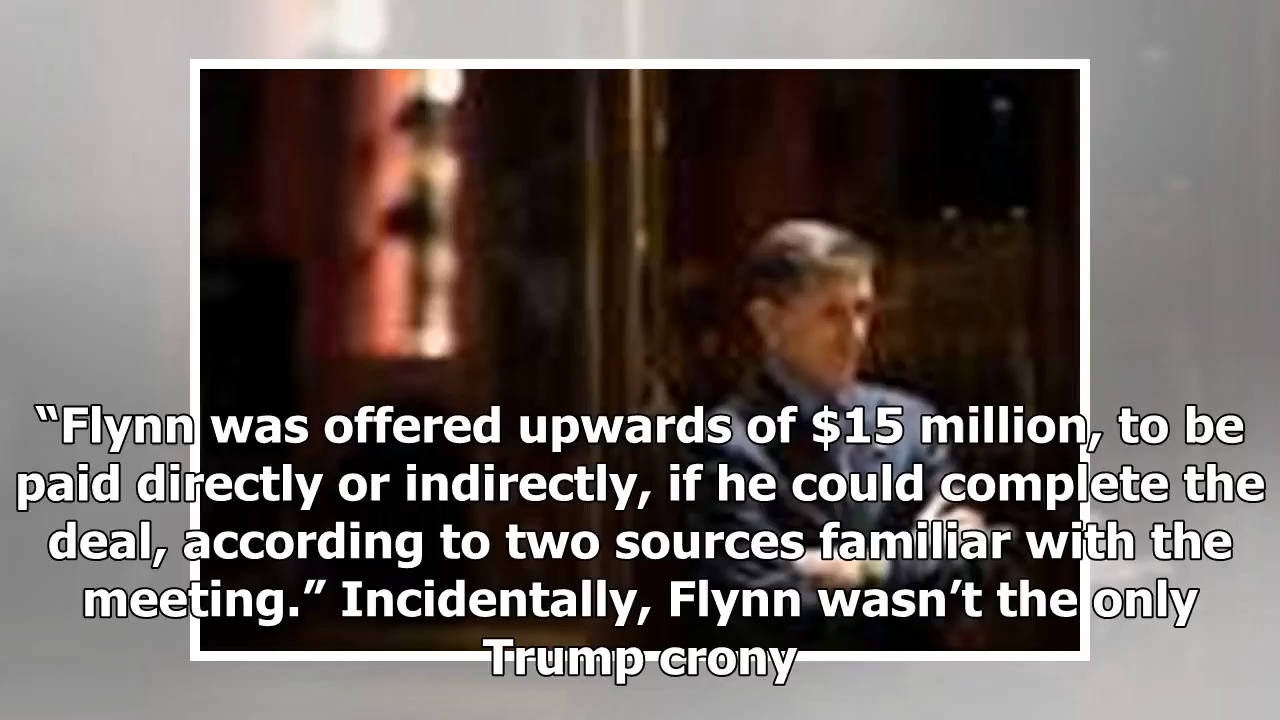 “Flynn was offered upwards of $15 million, to be
paid directly or indirectly, if he could complete the
deal, according to two sources familiar with the
meeting.” Incidentally, Flynn wasn’t the only
Trump crony